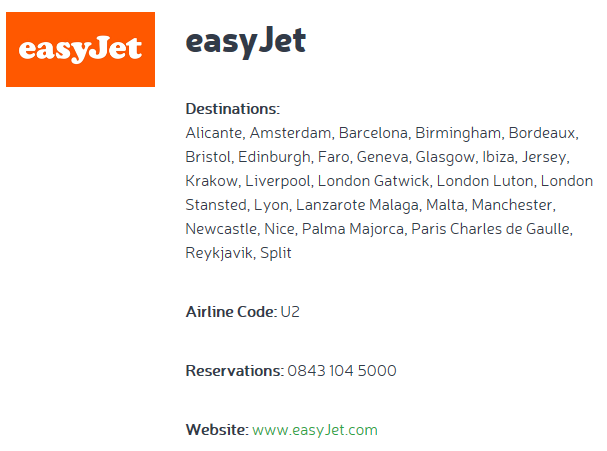 easyJet
easyJet
Destinations:
Alicante, Amsterdam, Barcelona, Birmingham, Bordeaux,
Bristol, Edinburgh, Faro, Geneva, Glasgow, Ibiza, Jersey,
Krakow, Liverpool, London Gatwick, London Luton, London
Stansted, Lyon, Lanzarote Malaga, Malta, Manchester,
Newcastle, Nice, Palma Majorca, Paris Charles de Gaulle,
Reykjavik, Split
Airline Code: U2
Reservations: 0843 104 5000
Website: www.easyJet.com